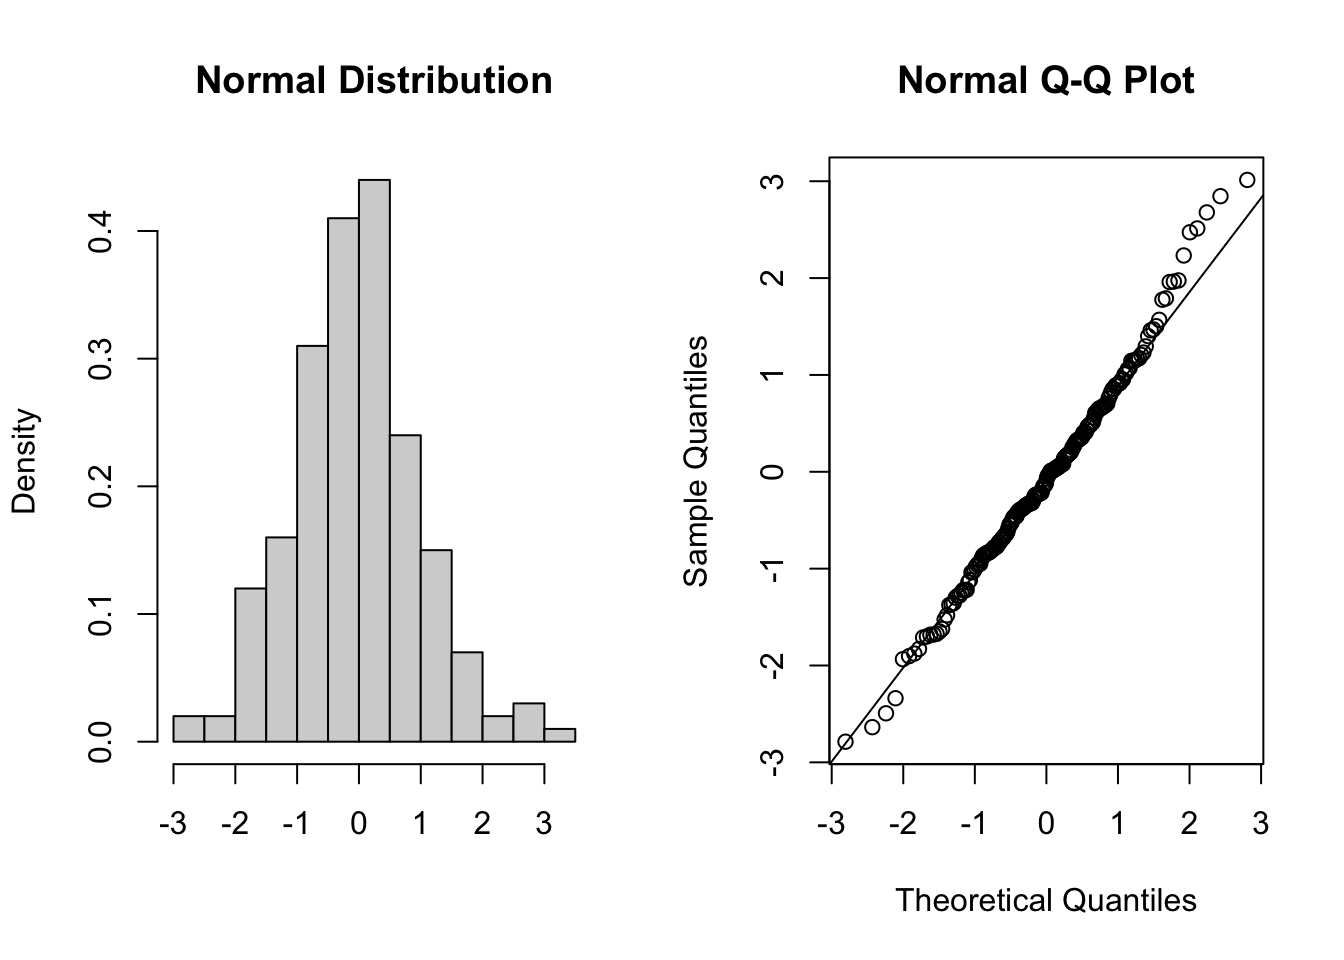 Normal Distribution
Density
0.0 0.1 0.2 0.3 0.4
-3 -2 -1 0 1 2 3
Normal Q-Q Plot
Sample Quantiles
-3 -2 -1 0 1 2 3
-3 -2 -1 0 1 2 3
Theoretical Quantiles